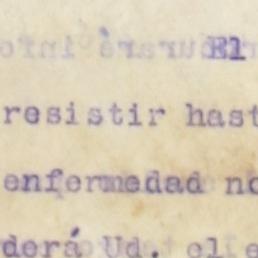 El
resistir hast
enfermedad no
derá Ud. el e